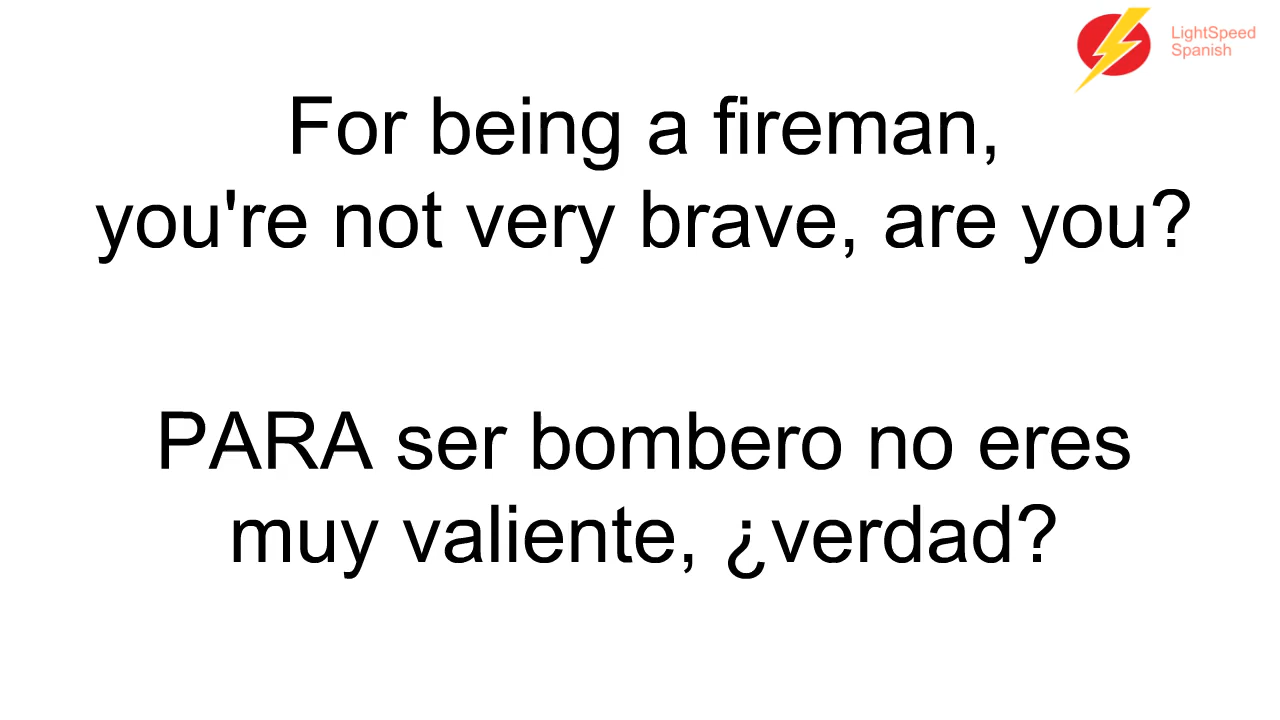 LightSpeed
Spanish
For being a fireman,
you're not very brave, are you?
PARA ser bombero no eres
muy valiente, ¿verdad?